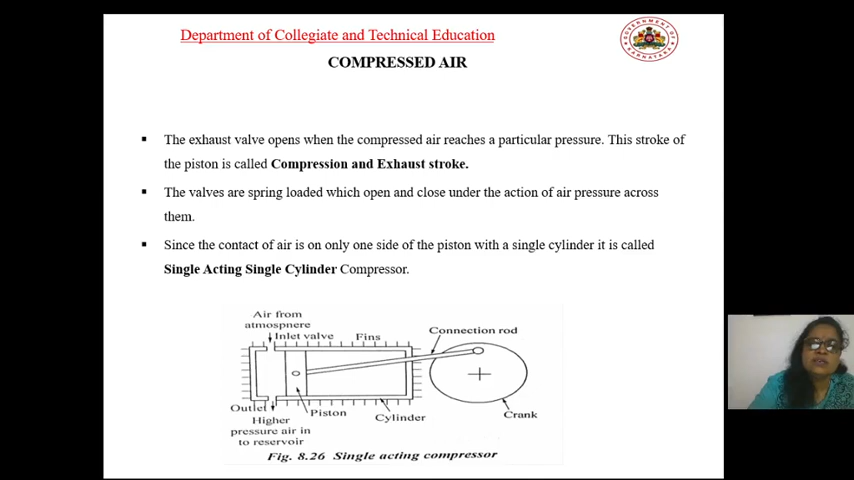 Department of Collegiate and Technical Education
COMPRESSED AIR
GOVERNMENT OF
KARNATAKA
▪ The exhaust valve opens when the compressed air reaches a particular pressure. This stroke of
the piston is called Compression and Exhaust stroke.
▪ The valves are spring loaded which open and close under the action of air pressure across
them.
▪ Since the contact of air is on only one side of the piston with a single cylinder it is called
Single Acting Single Cylinder Compressor.
Air from
atmospnere
Inlet valve
Fins
Connection rod
Outlet
Piston
Cylinder
Crank
Higher
pressure air in
to reservoir
Fig. 8.26 Single acting compressor